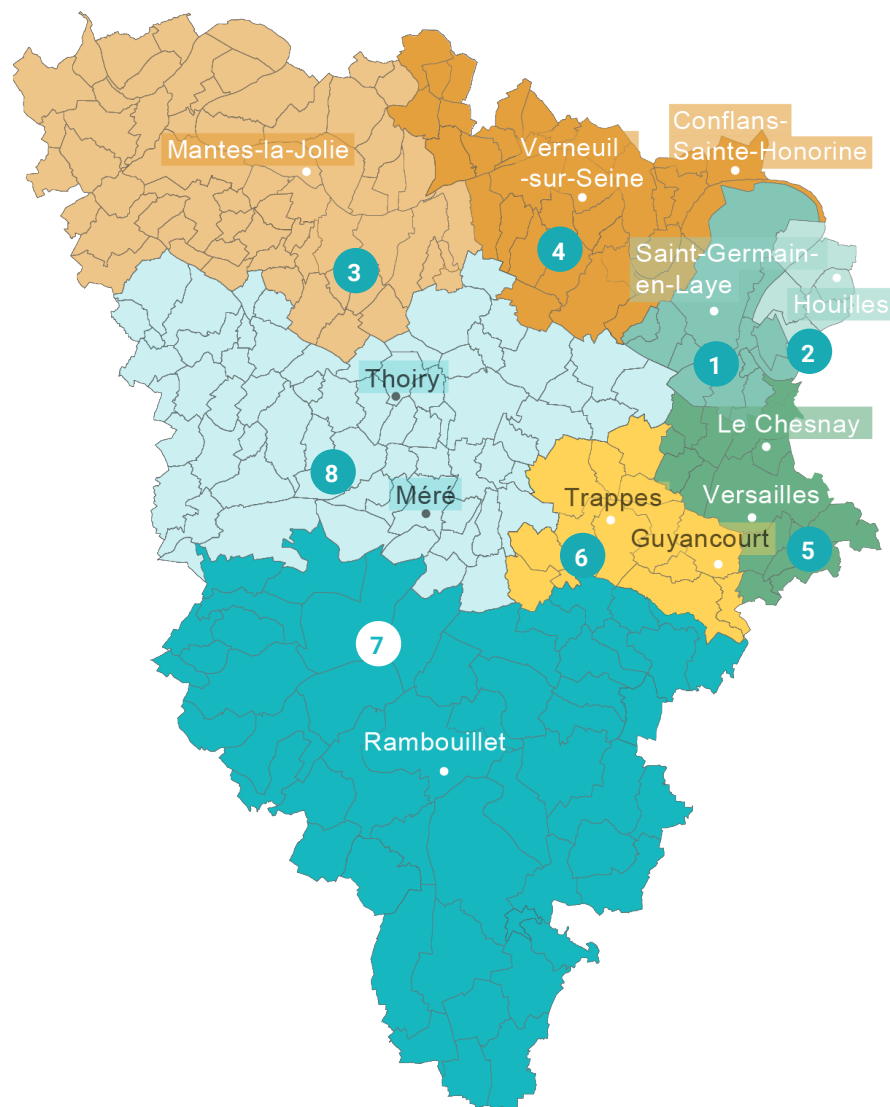 Conflans-
Sainte-Honorine
Mantes-la-Jolie
Verneuil
-sur-Seine
4
Saint-Germain-
en-Laye
3
Houilles
2
1
Thoiry
Le Chesnay
8
Méré
Trappes
Versailles
Guyancourt
6
5
7
Rambouillet